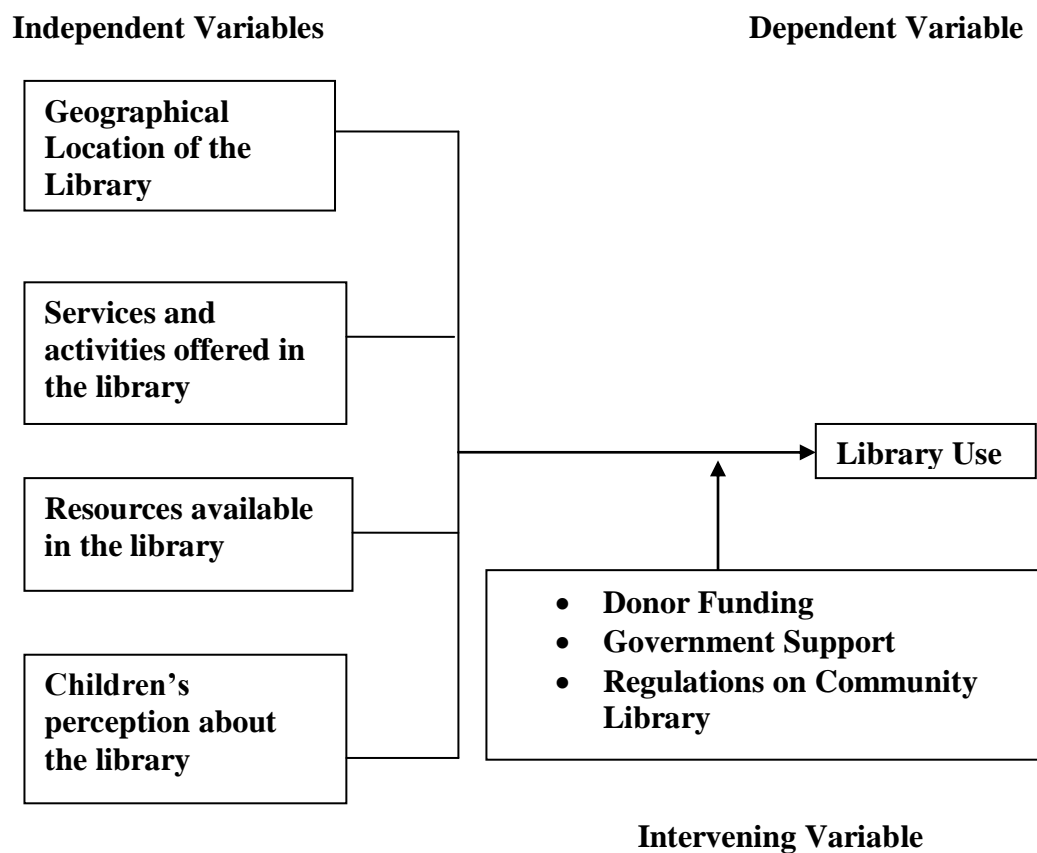 Independent Variables
Dependent Variable
Geographical
Location of the
Library
Services and
activities offered in
the library
Library Use
Resources available
in the library
• Donor Funding
• Government Support
• Regulations on Community
Library
Children’s
perception about
the library
Intervening Variable